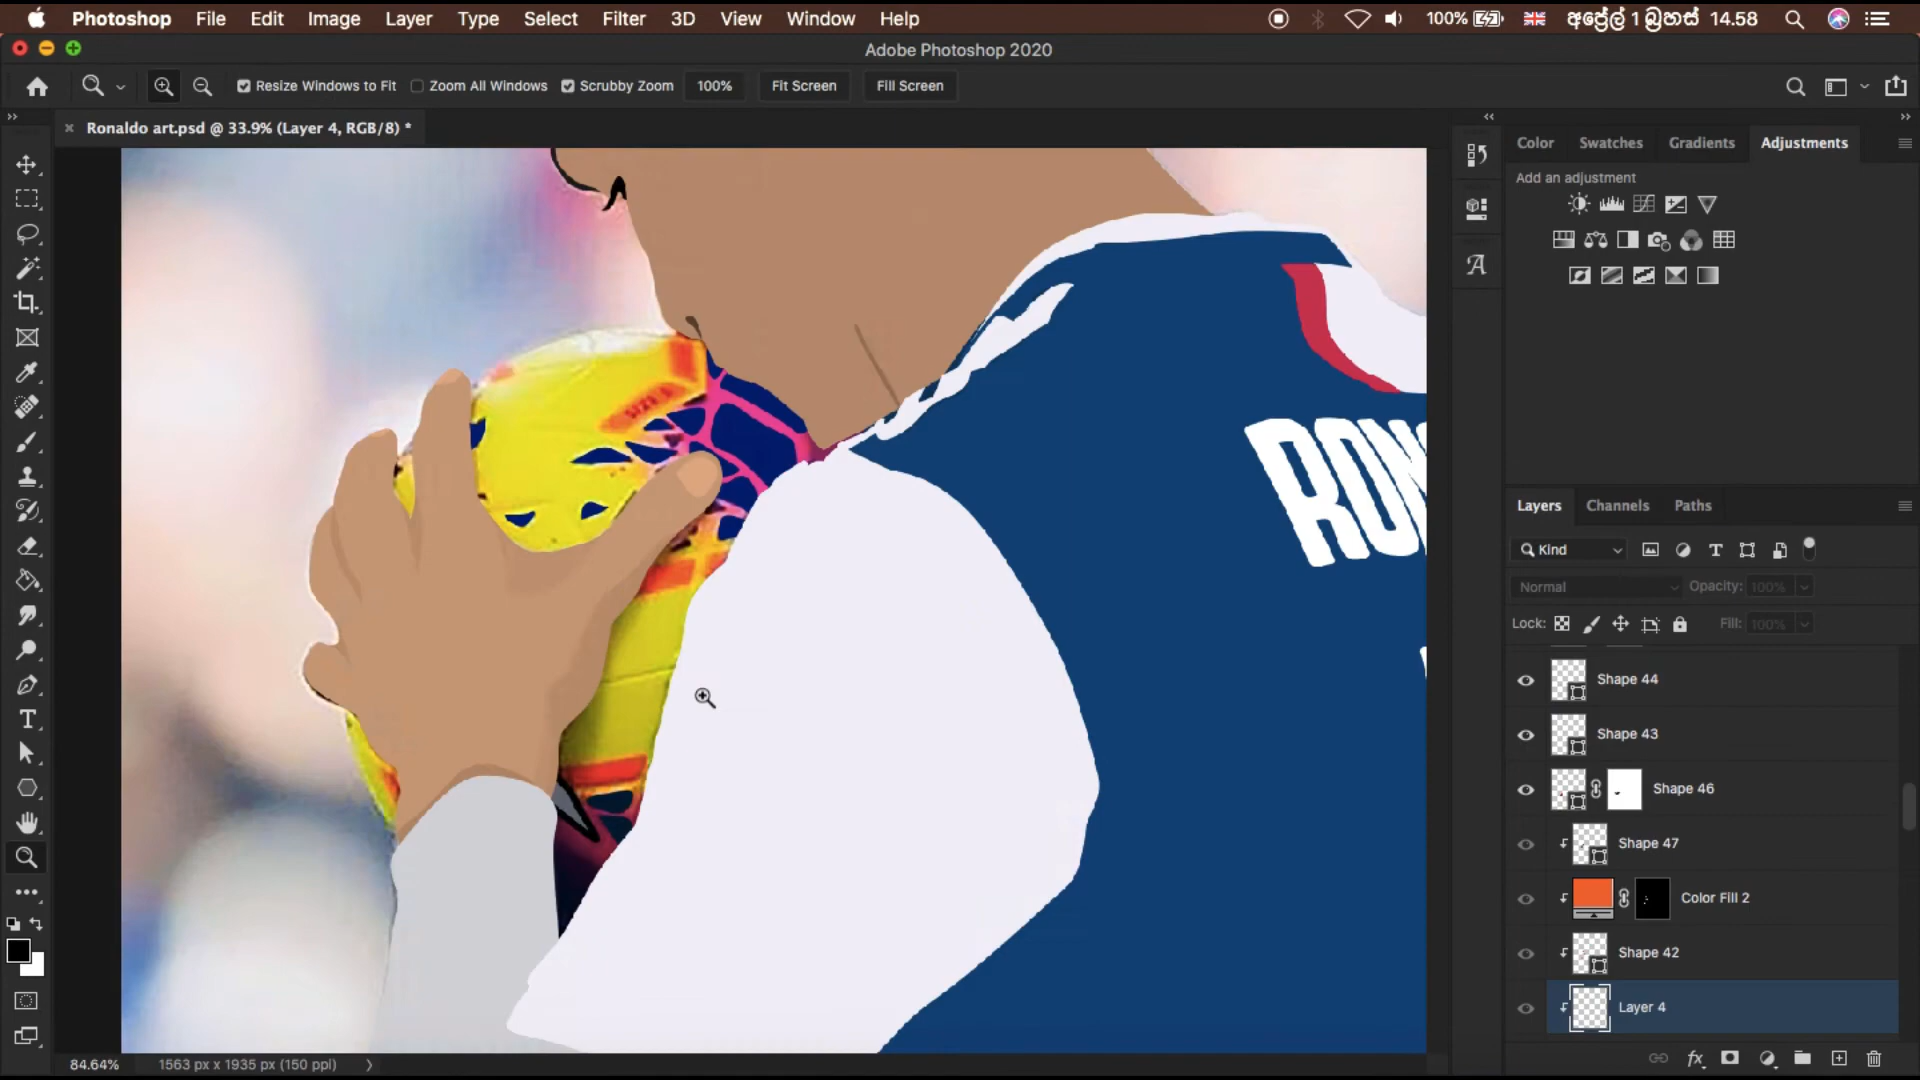 Photoshop File Edit Image Layer Type Select Filter 3D View Window Help 100% අප්‍රේල් 1 බ්‍රහස් 14.58
Adobe Photoshop 2020
Resize Windows to Fit Zoom All Windows Scrubby Zoom 100% Fit Screen Fill Screen
Ronaldo art.psd @ 33.9% (Layer 4, RGB/8) *
Color Swatches Gradients Adjustments
Add an adjustment
SIZE 5
RON
Layers Channels Paths
Kind
Normal Opacity: 100%
Lock: Fill: 100%
Shape 44
Shape 43
Shape 46
Shape 47
Color Fill 2
Shape 42
Layer 4
84.64% 1563 px x 1935 px (150 ppi)